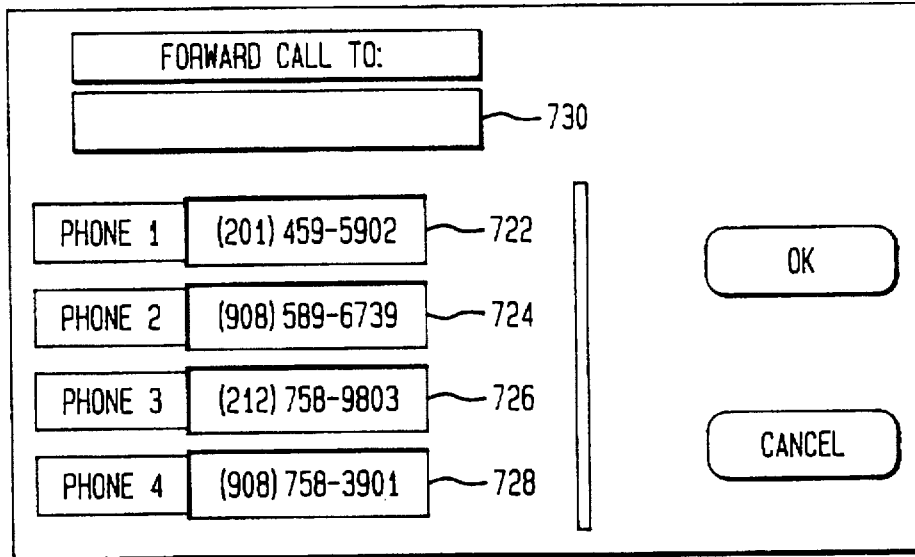 FORWARD CALL TO:
730
PHONE 1 (201) 459-5902 722
OK
PHONE 2 (908) 589-6739 724
PHONE 3 (212) 758-9803 726
CANCEL
PHONE 4 (908) 758-3901 728